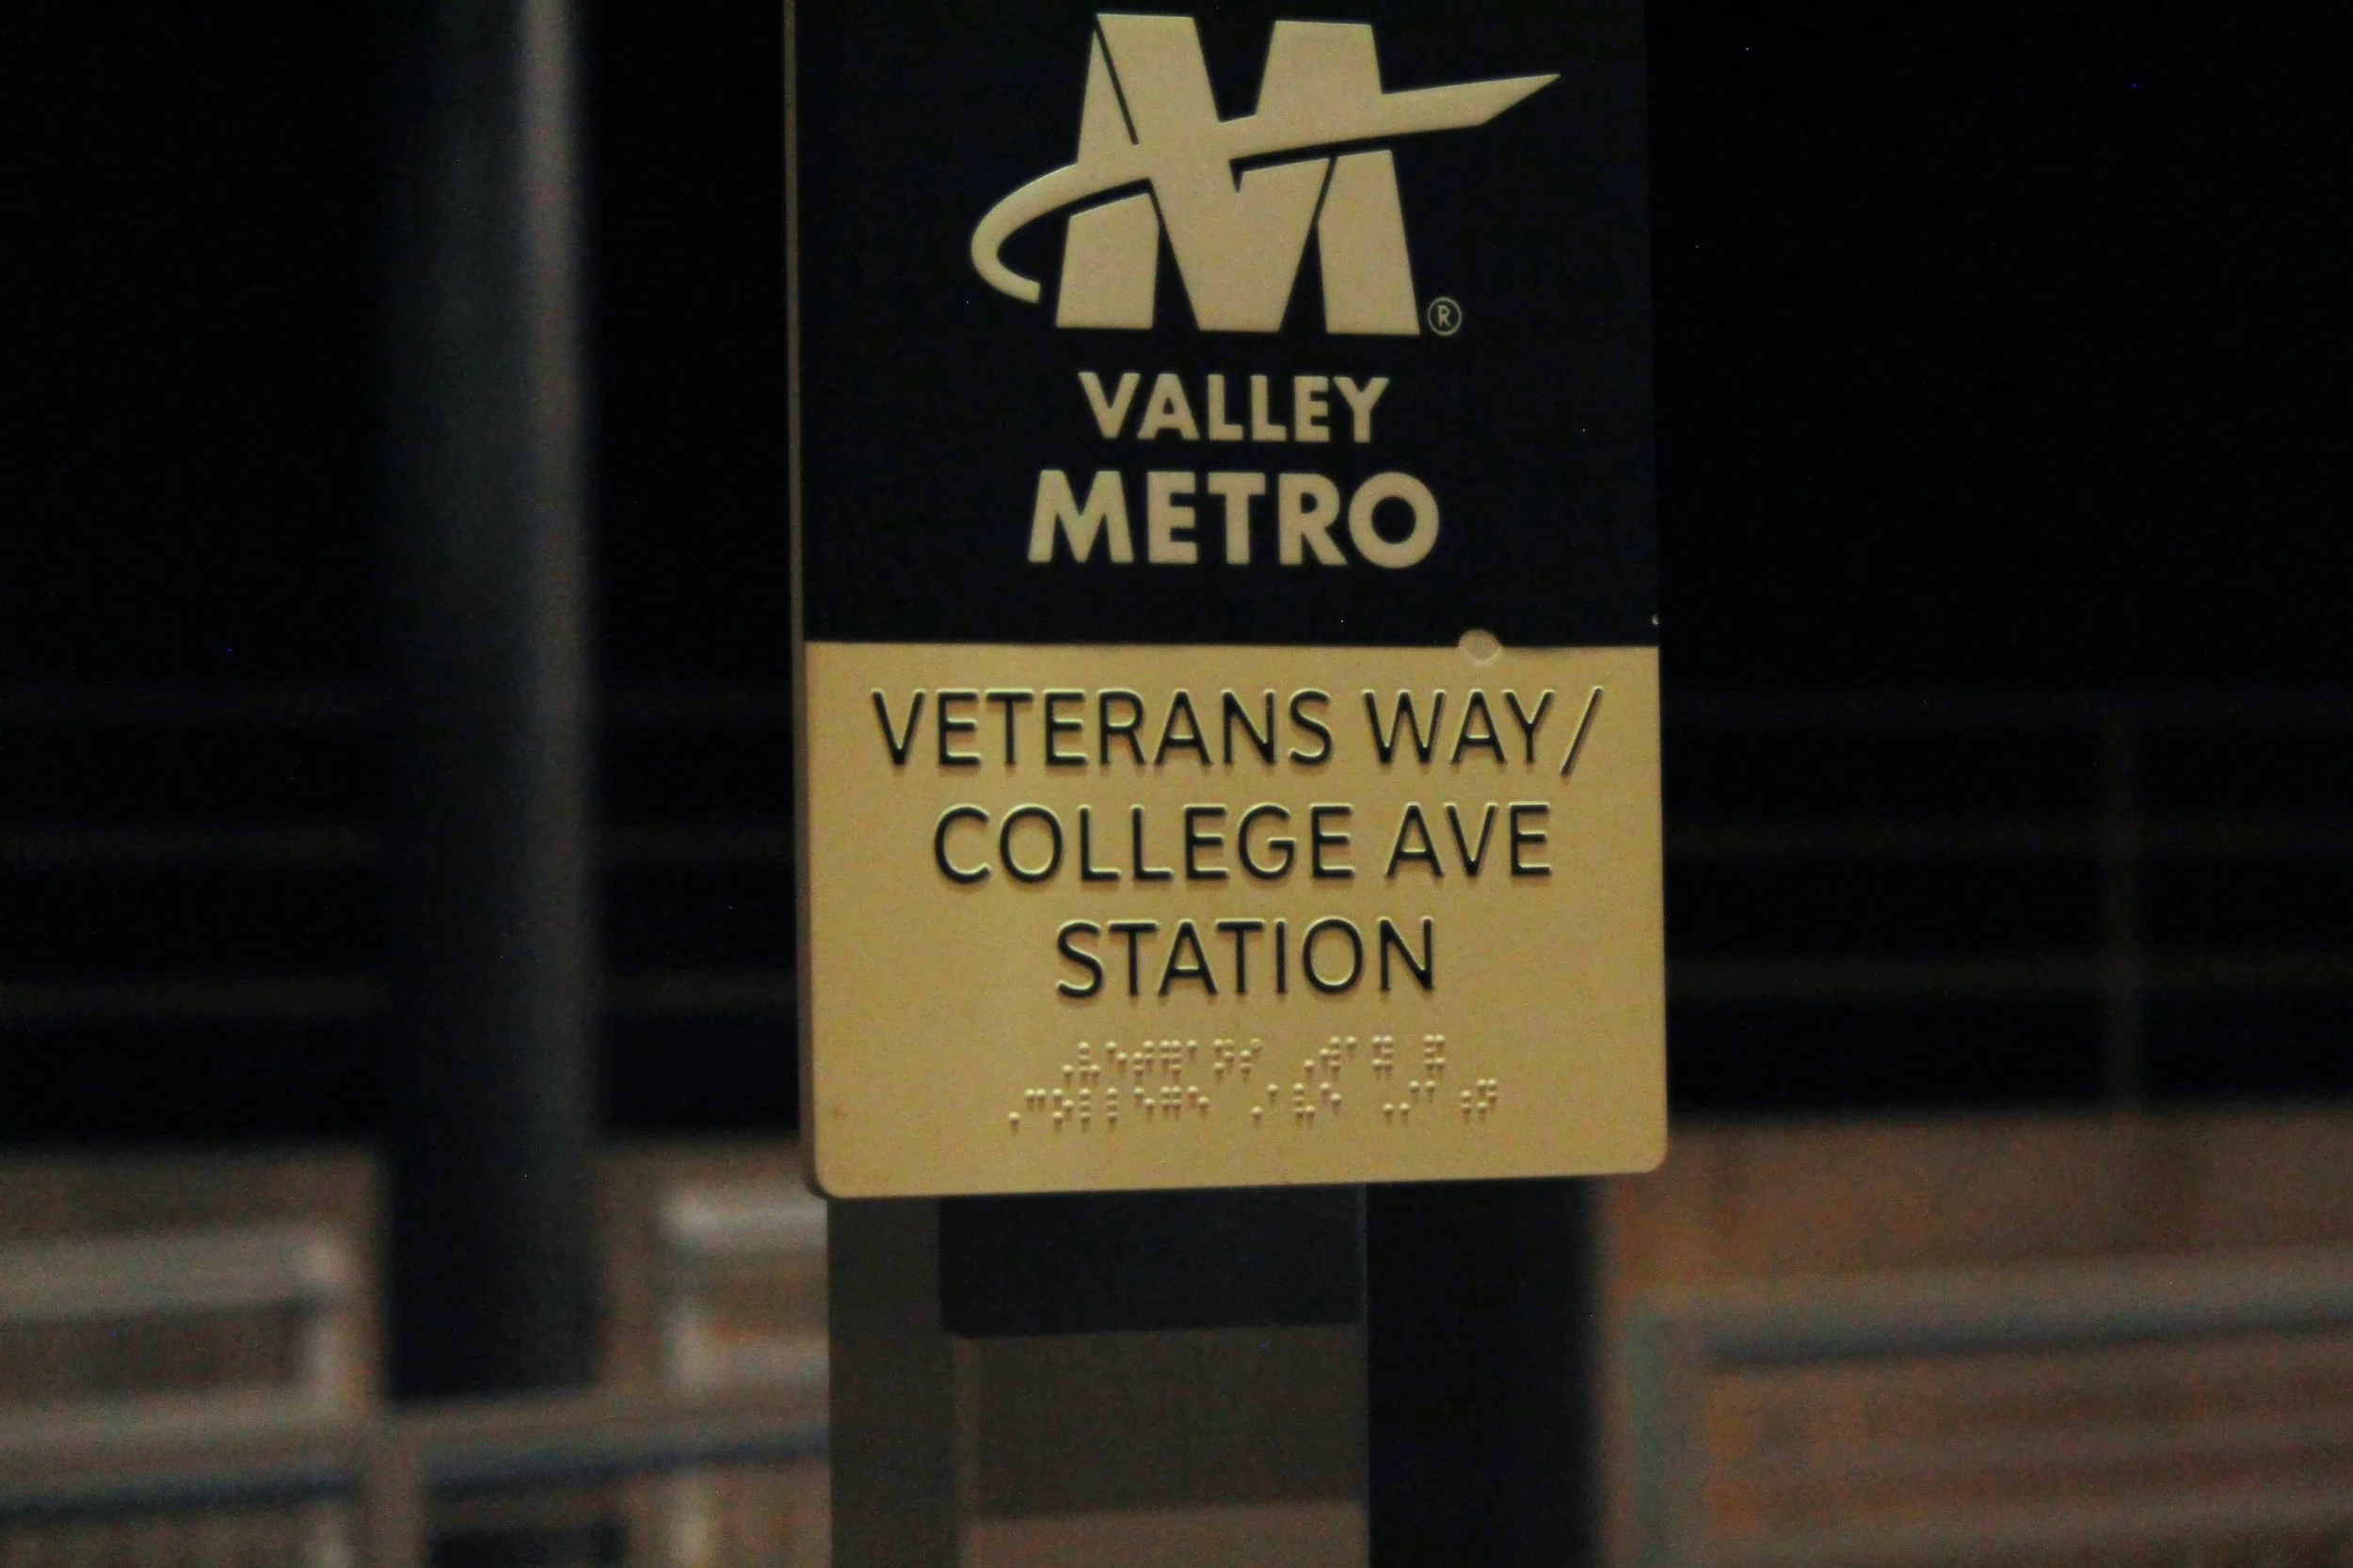 M®
VALLEY
METRO
VETERANS WAY/
COLLEGE AVE
STATION